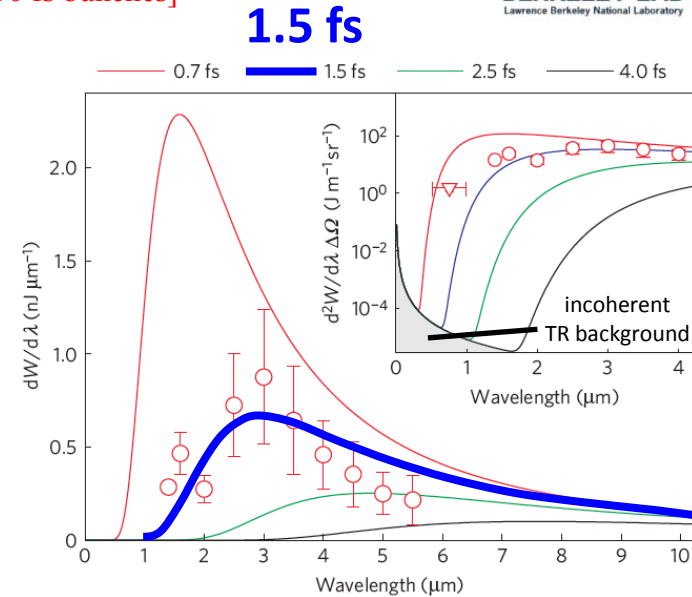 Lawrence Berkeley National Laboratory
1.5 fs
0.7 fs 1.5 fs 2.5 fs 4.0 fs
dW/dλ (nJ μm⁻¹)
2.0
1.5
1.0
0.5
0
0 1 2 3 4 5 6 7 8 9 10
Wavelength (μm)
d²W/dλ ΔΩ (J m⁻¹sr⁻¹)
10²
10⁰
10⁻²
10⁻⁴
incoherent
TR background
0 1 2 3 4
Wavelength (μm)